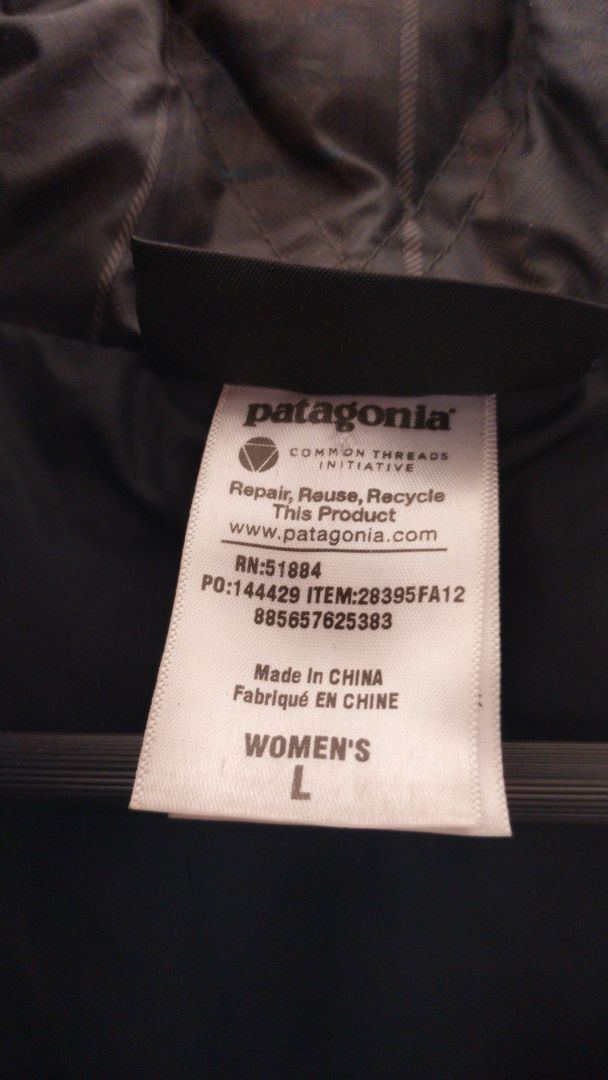 patagonia®
COMMON THREADS
INITIATIVE
Repair, Reuse, Recycle
This Product
www.patagonia.com
RN:51884
PO:144429 ITEM:28395FA12
885657625383
Made In CHINA
Fabriqué EN CHINE
WOMEN'S
L